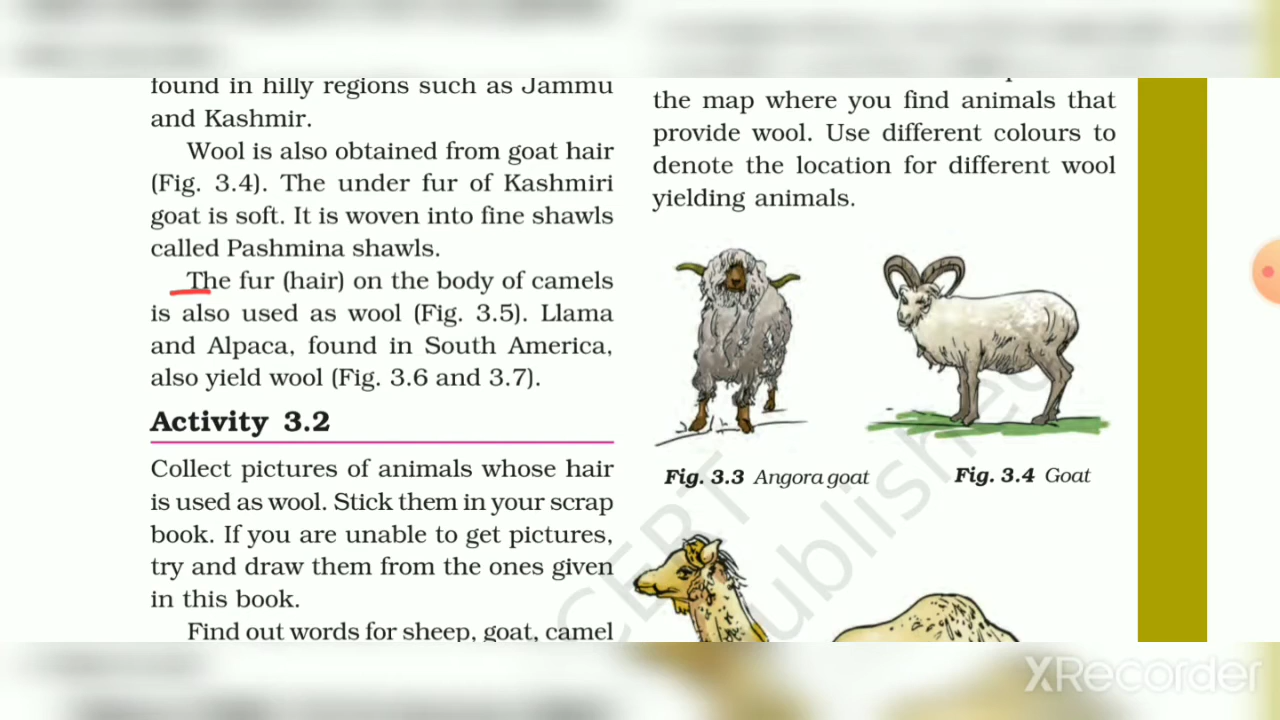 found in hilly regions such as Jammu
and Kashmir.
Wool is also obtained from goat hair
(Fig. 3.4). The under fur of Kashmiri
goat is soft. It is woven into fine shawls
called Pashmina shawls.
The fur (hair) on the body of camels
is also used as wool (Fig. 3.5). Llama
and Alpaca, found in South America,
also yield wool (Fig. 3.6 and 3.7).
Activity 3.2
Collect pictures of animals whose hair
is used as wool. Stick them in your scrap
book. If you are unable to get pictures,
try and draw them from the ones given
in this book.
Find out words for sheep, goat, camel
the map where you find animals that
provide wool. Use different colours to
denote the location for different wool
yielding animals.
Fig. 3.3 Angora goat
Fig. 3.4 Goat
CERT
ublished
XRecorder